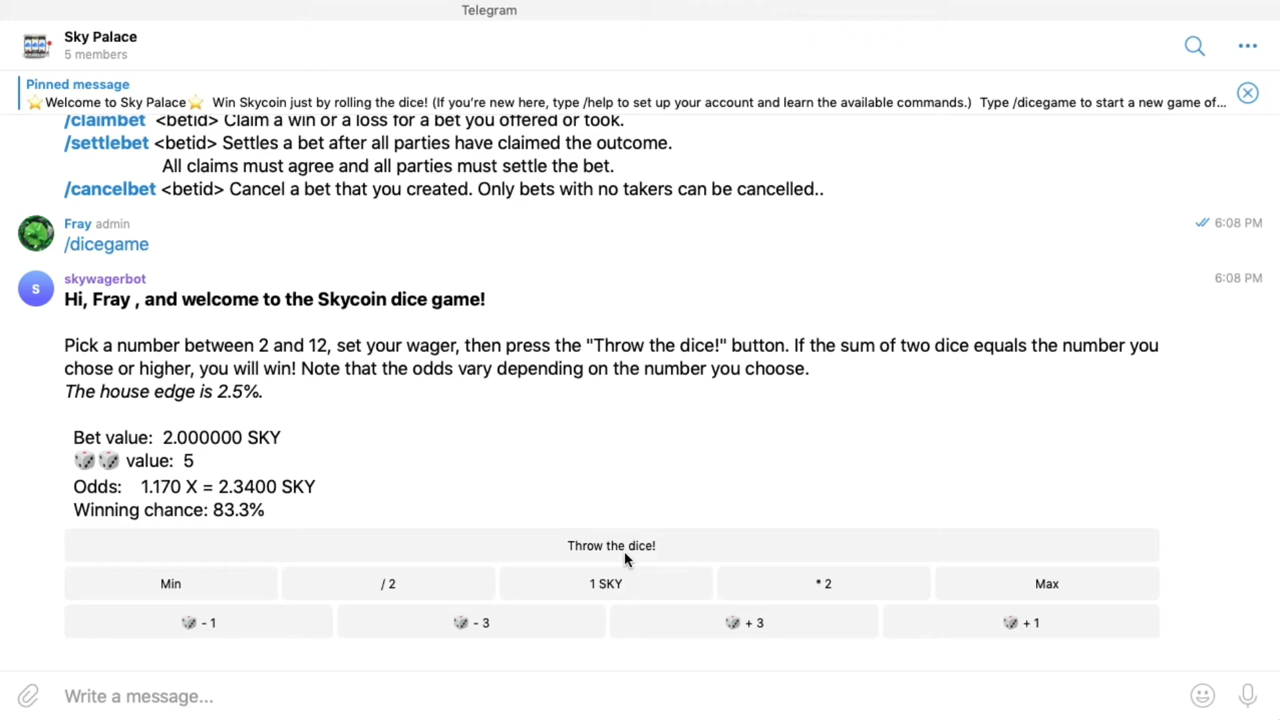 Telegram
Sky Palace
5 members
Pinned message
⭐Welcome to Sky Palace⭐ Win Skycoin just by rolling the dice! (If you're new here, type /help to set up your account and learn the available commands.) Type /dicegame to start a new game of...
/claimbet <betid> Claim a win or a loss for a bet you offered or took.
/settlebet <betid> Settles a bet after all parties have claimed the outcome.
All claims must agree and all parties must settle the bet.
/cancelbet <betid> Cancel a bet that you created. Only bets with no takers can be cancelled..
Fray admin
6:08 PM
/dicegame
skywagerbot
6:08 PM
S
Hi, Fray , and welcome to the Skycoin dice game!
Pick a number between 2 and 12, set your wager, then press the "Throw the dice!" button. If the sum of two dice equals the number you
chose or higher, you will win! Note that the odds vary depending on the number you choose.
The house edge is 2.5%.
Bet value: 2.000000 SKY
🎲🎲 value: 5
Odds: 1.170 X = 2.3400 SKY
Winning chance: 83.3%
Throw the dice!
Min / 2 1 SKY * 2 Max
🎲 - 1 🎲 - 3 🎲 + 3 🎲 + 1
Write a message...